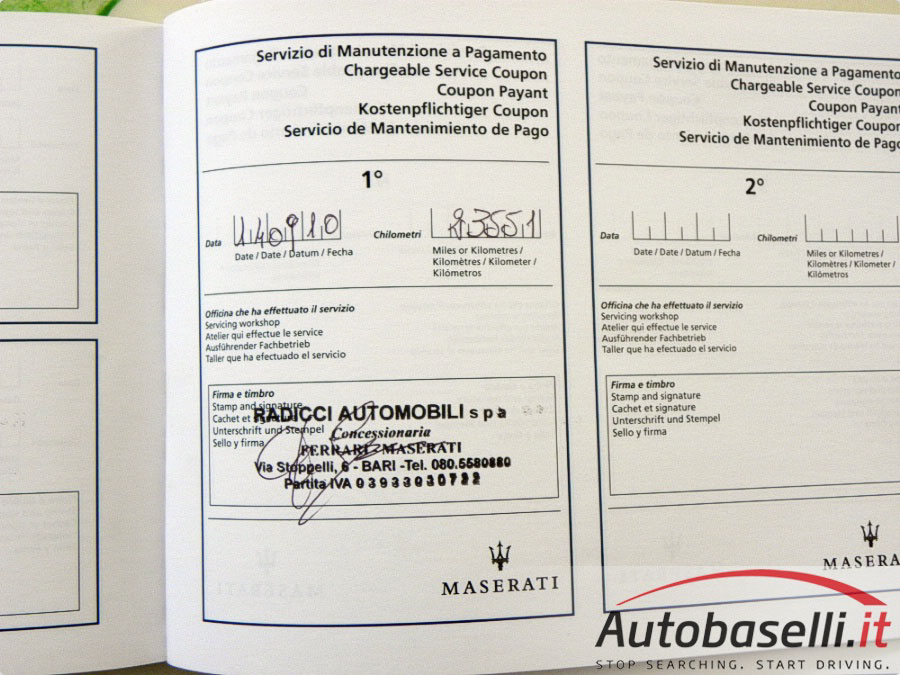 Servizio di Manutenzione a Pagamento
Chargeable Service Coupon
Coupon Payant
Kostenpflichtiger Coupon
Servicio de Mantenimiento de Pago
1°
Data 140910
Date / Date / Datum / Fecha
Chilometri 23551
Miles or Kilometres /
Kilomètres / Kilometer /
Kilómetros
Officina che ha effettuato il servizio
Servicing workshop
Atelier qui effectue le service
Ausführender Fachbetrieb
Taller que ha efectuado el servicio
Firma e timbro
Stamp and signature
Cachet et signature
Unterschrift und Stempel
Sello y firma
RADICCI AUTOMOBILI spa
Concessionaria
FERRARI - MASERATI
Via Stoppelli, 6 - BARI -Tel. 080.5580880
Partita IVA 03933030722
MASERATI
Servizio di Manutenzione a Pagamento
Chargeable Service Coupon
Coupon Payant
Kostenpflichtiger Coupon
Servicio de Mantenimiento de Pago
2°
Data
Date / Date / Datum / Fecha
Chilometri
Miles or Kilometres /
Kilomètres / Kilometer /
Kilómetros
Officina che ha effettuato il servizio
Servicing workshop
Atelier qui effectue le service
Ausführender Fachbetrieb
Taller que ha efectuado el servicio
Firma e timbro
Stamp and signature
Cachet et signature
Unterschrift und Stempel
Sello y firma
MASERA
Autobaselli.it
STOP SEARCHING. START DRIVING.